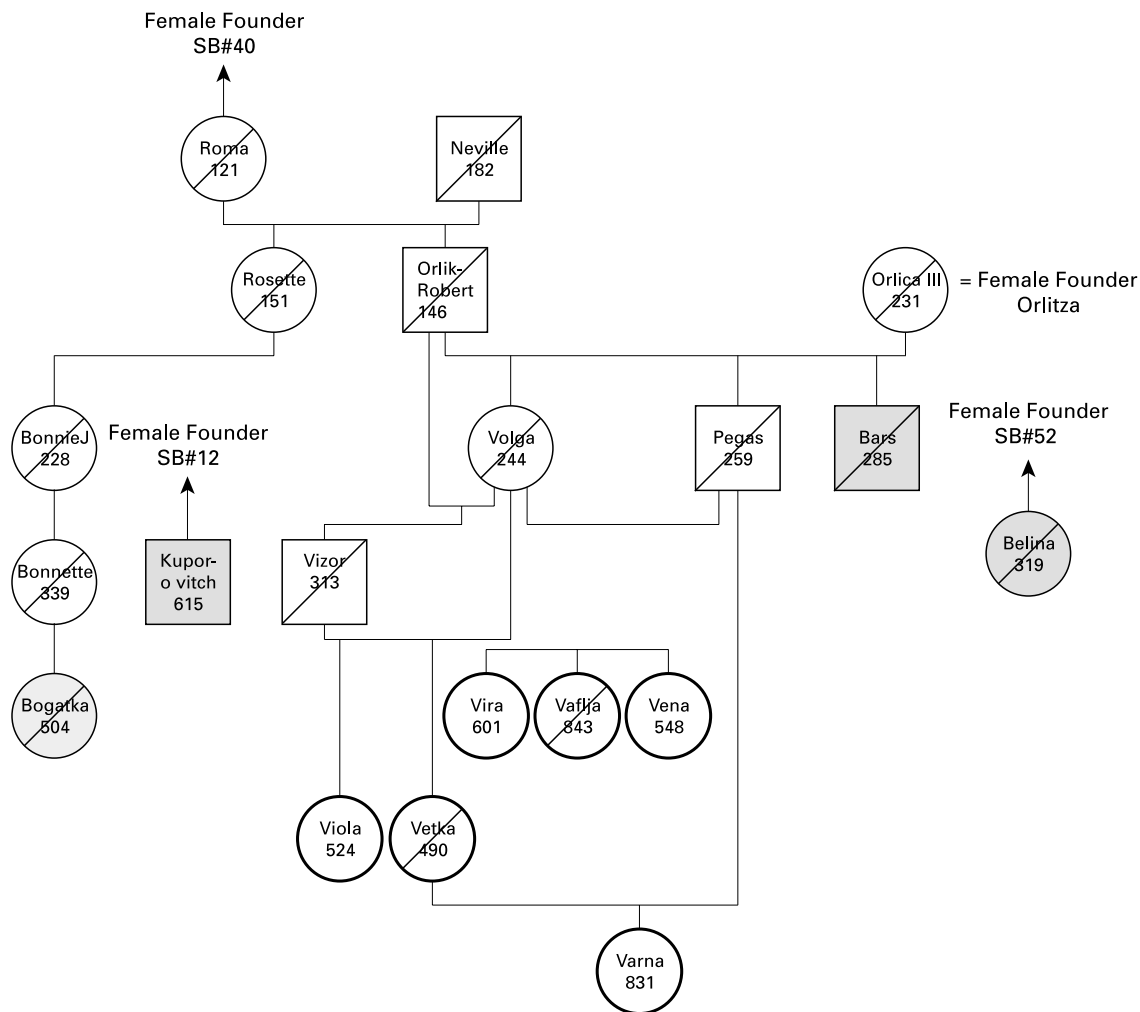 Female Founder
SB#40
Roma
121
Neville
182
Rosette
151
Orlik-
Robert
146
Orlica III
231
= Female Founder
Orlitza
BonnieJ
228
Female Founder
SB#12
Volga
244
Pegas
259
Bars
285
Female Founder
SB#52
Bonnette
339
Kupor-
o vitch
615
Vizor
313
Belina
319
Bogatka
504
Vira
601
Vaflja
843
Vena
548
Viola
524
Vetka
490
Varna
831